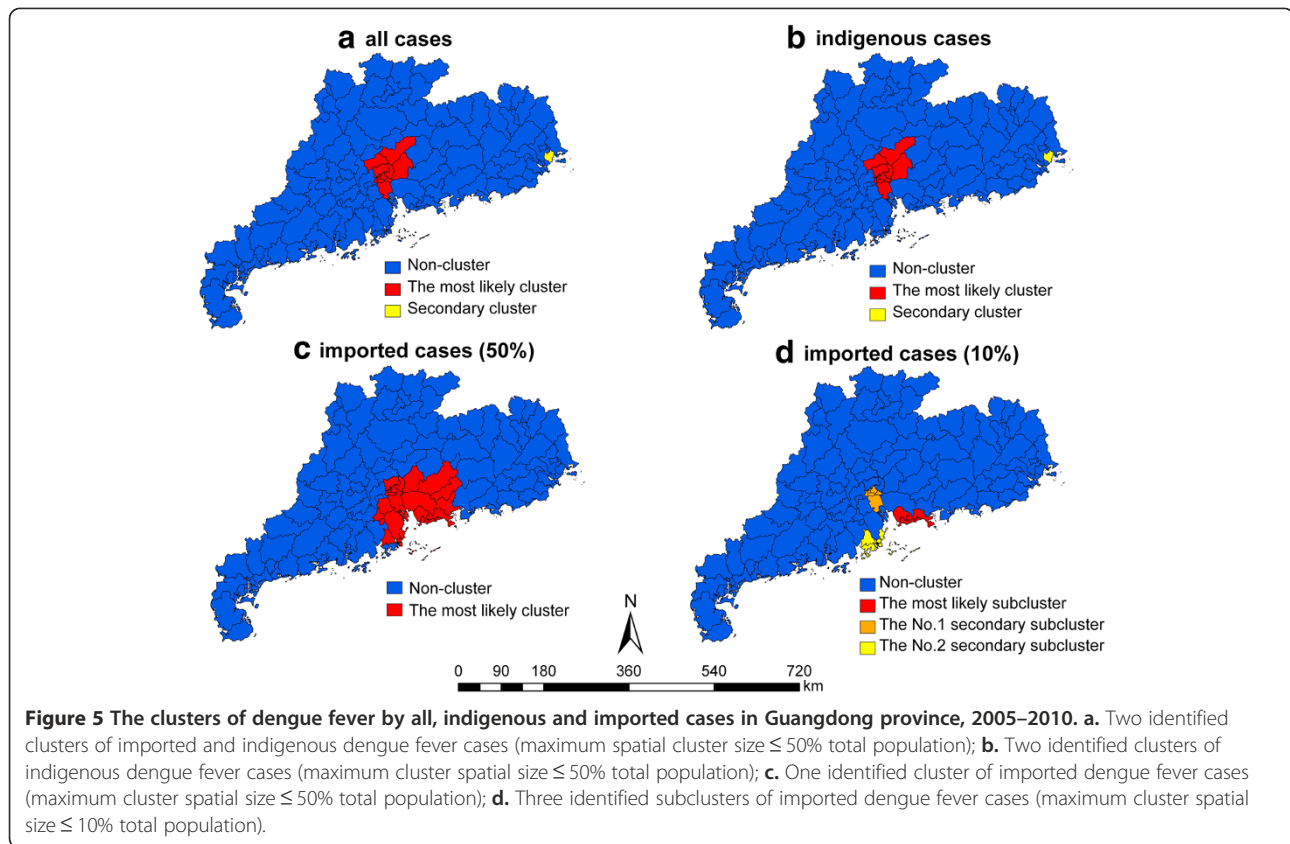 a all cases
b indigenous cases
Non-cluster
The most likely cluster
Secondary cluster
Non-cluster
The most likely cluster
Secondary cluster
c imported cases (50%)
d imported cases (10%)
Non-cluster
The most likely cluster
Non-cluster
The most likely subcluster
The No.1 secondary subcluster
The No.2 secondary subcluster
N
0 90 180 360 540 720
km
Figure 5 The clusters of dengue fever by all, indigenous and imported cases in Guangdong province, 2005–2010. a. Two identified
clusters of imported and indigenous dengue fever cases (maximum spatial cluster size ≤ 50% total population); b. Two identified clusters of
indigenous dengue fever cases (maximum cluster spatial size ≤ 50% total population); c. One identified cluster of imported dengue fever cases
(maximum cluster spatial size ≤ 50% total population); d. Three identified subclusters of imported dengue fever cases (maximum cluster spatial
size ≤ 10% total population).